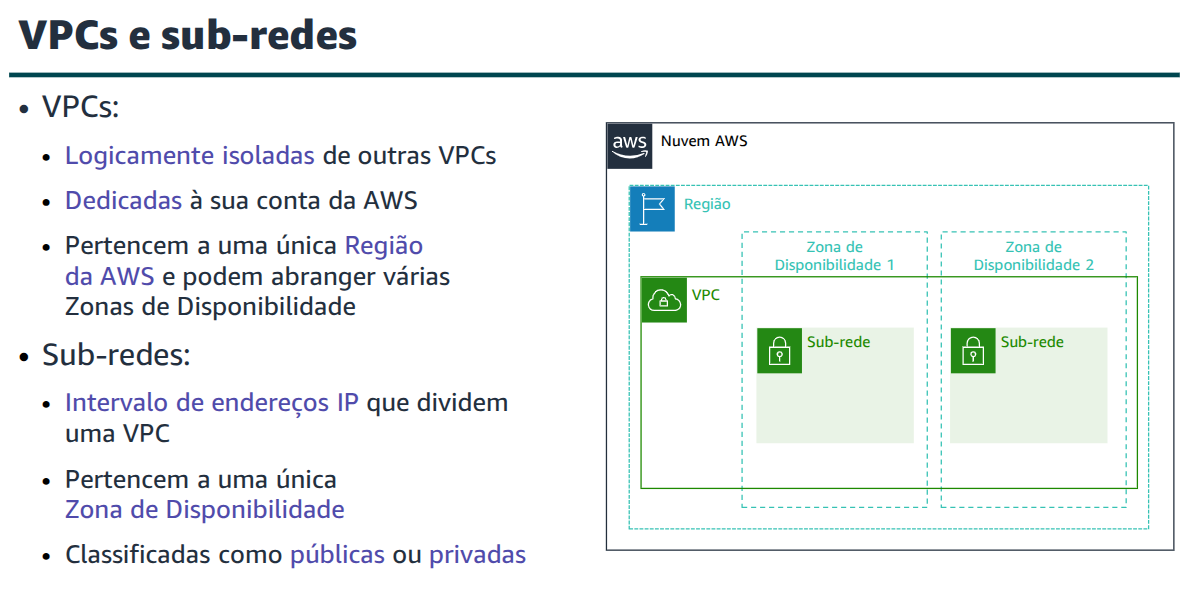 VPCs e sub-redes
• VPCs:
• Logicamente isoladas de outras VPCs
• Dedicadas à sua conta da AWS
• Pertencem a uma única Região
da AWS e podem abranger várias
Zonas de Disponibilidade
• Sub-redes:
• Intervalo de endereços IP que dividem
uma VPC
• Pertencem a uma única
Zona de Disponibilidade
• Classificadas como públicas ou privadas
aws
Nuvem AWS
Região
Zona de
Disponibilidade 1
Zona de
Disponibilidade 2
VPC
Sub-rede
Sub-rede